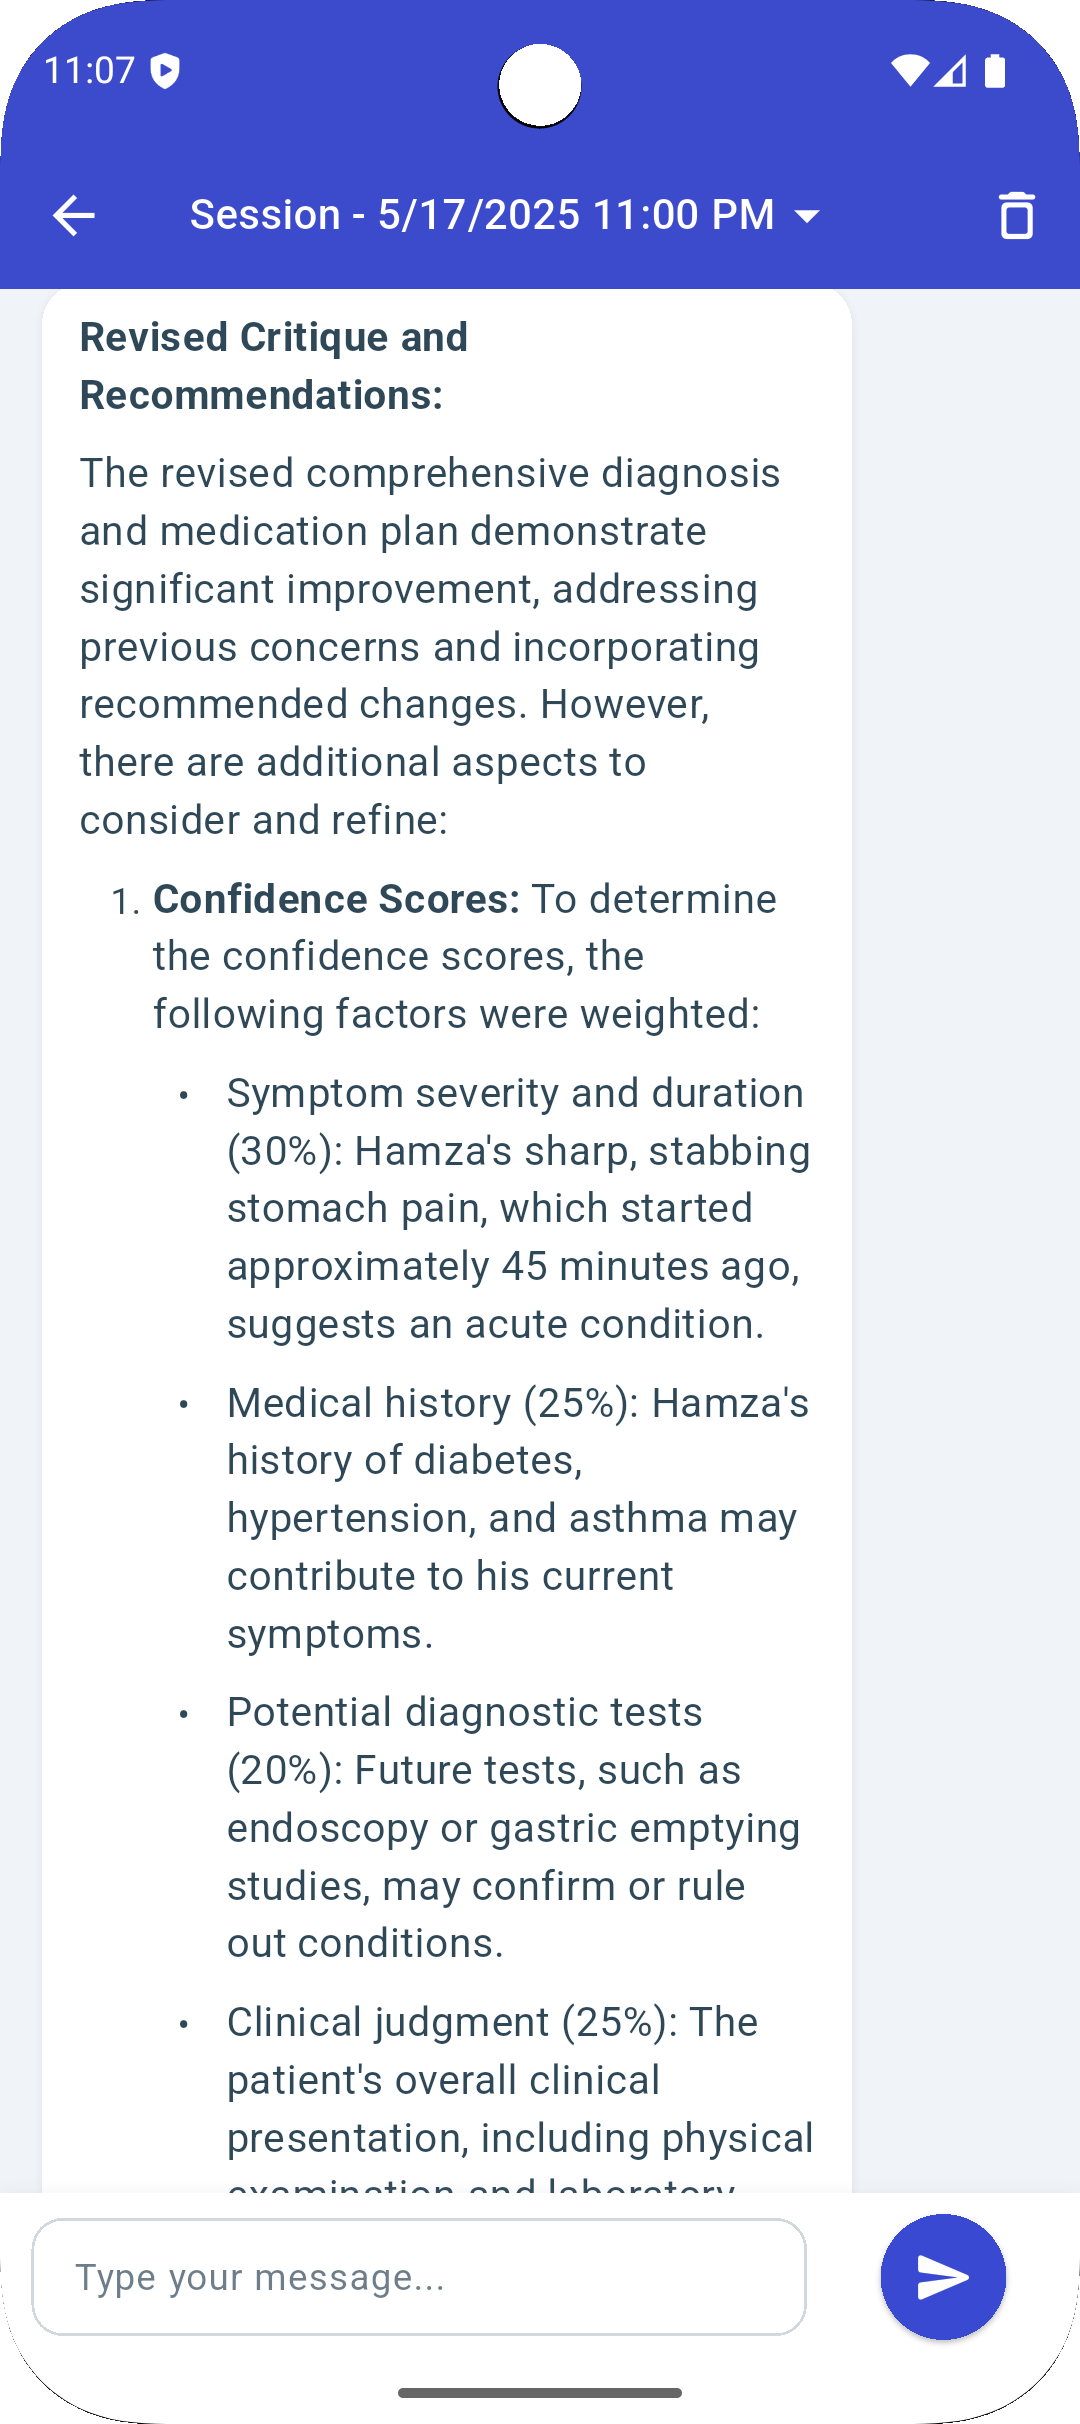 11:07
Session - 5/17/2025 11:00 PM
Revised Critique and
Recommendations:
The revised comprehensive diagnosis
and medication plan demonstrate
significant improvement, addressing
previous concerns and incorporating
recommended changes. However,
there are additional aspects to
consider and refine:
1. Confidence Scores: To determine
the confidence scores, the
following factors were weighted:
• Symptom severity and duration
(30%): Hamza's sharp, stabbing
stomach pain, which started
approximately 45 minutes ago,
suggests an acute condition.
• Medical history (25%): Hamza's
history of diabetes,
hypertension, and asthma may
contribute to his current
symptoms.
• Potential diagnostic tests
(20%): Future tests, such as
endoscopy or gastric emptying
studies, may confirm or rule
out conditions.
• Clinical judgment (25%): The
patient's overall clinical
presentation, including physical
examination and laboratory
Type your message...